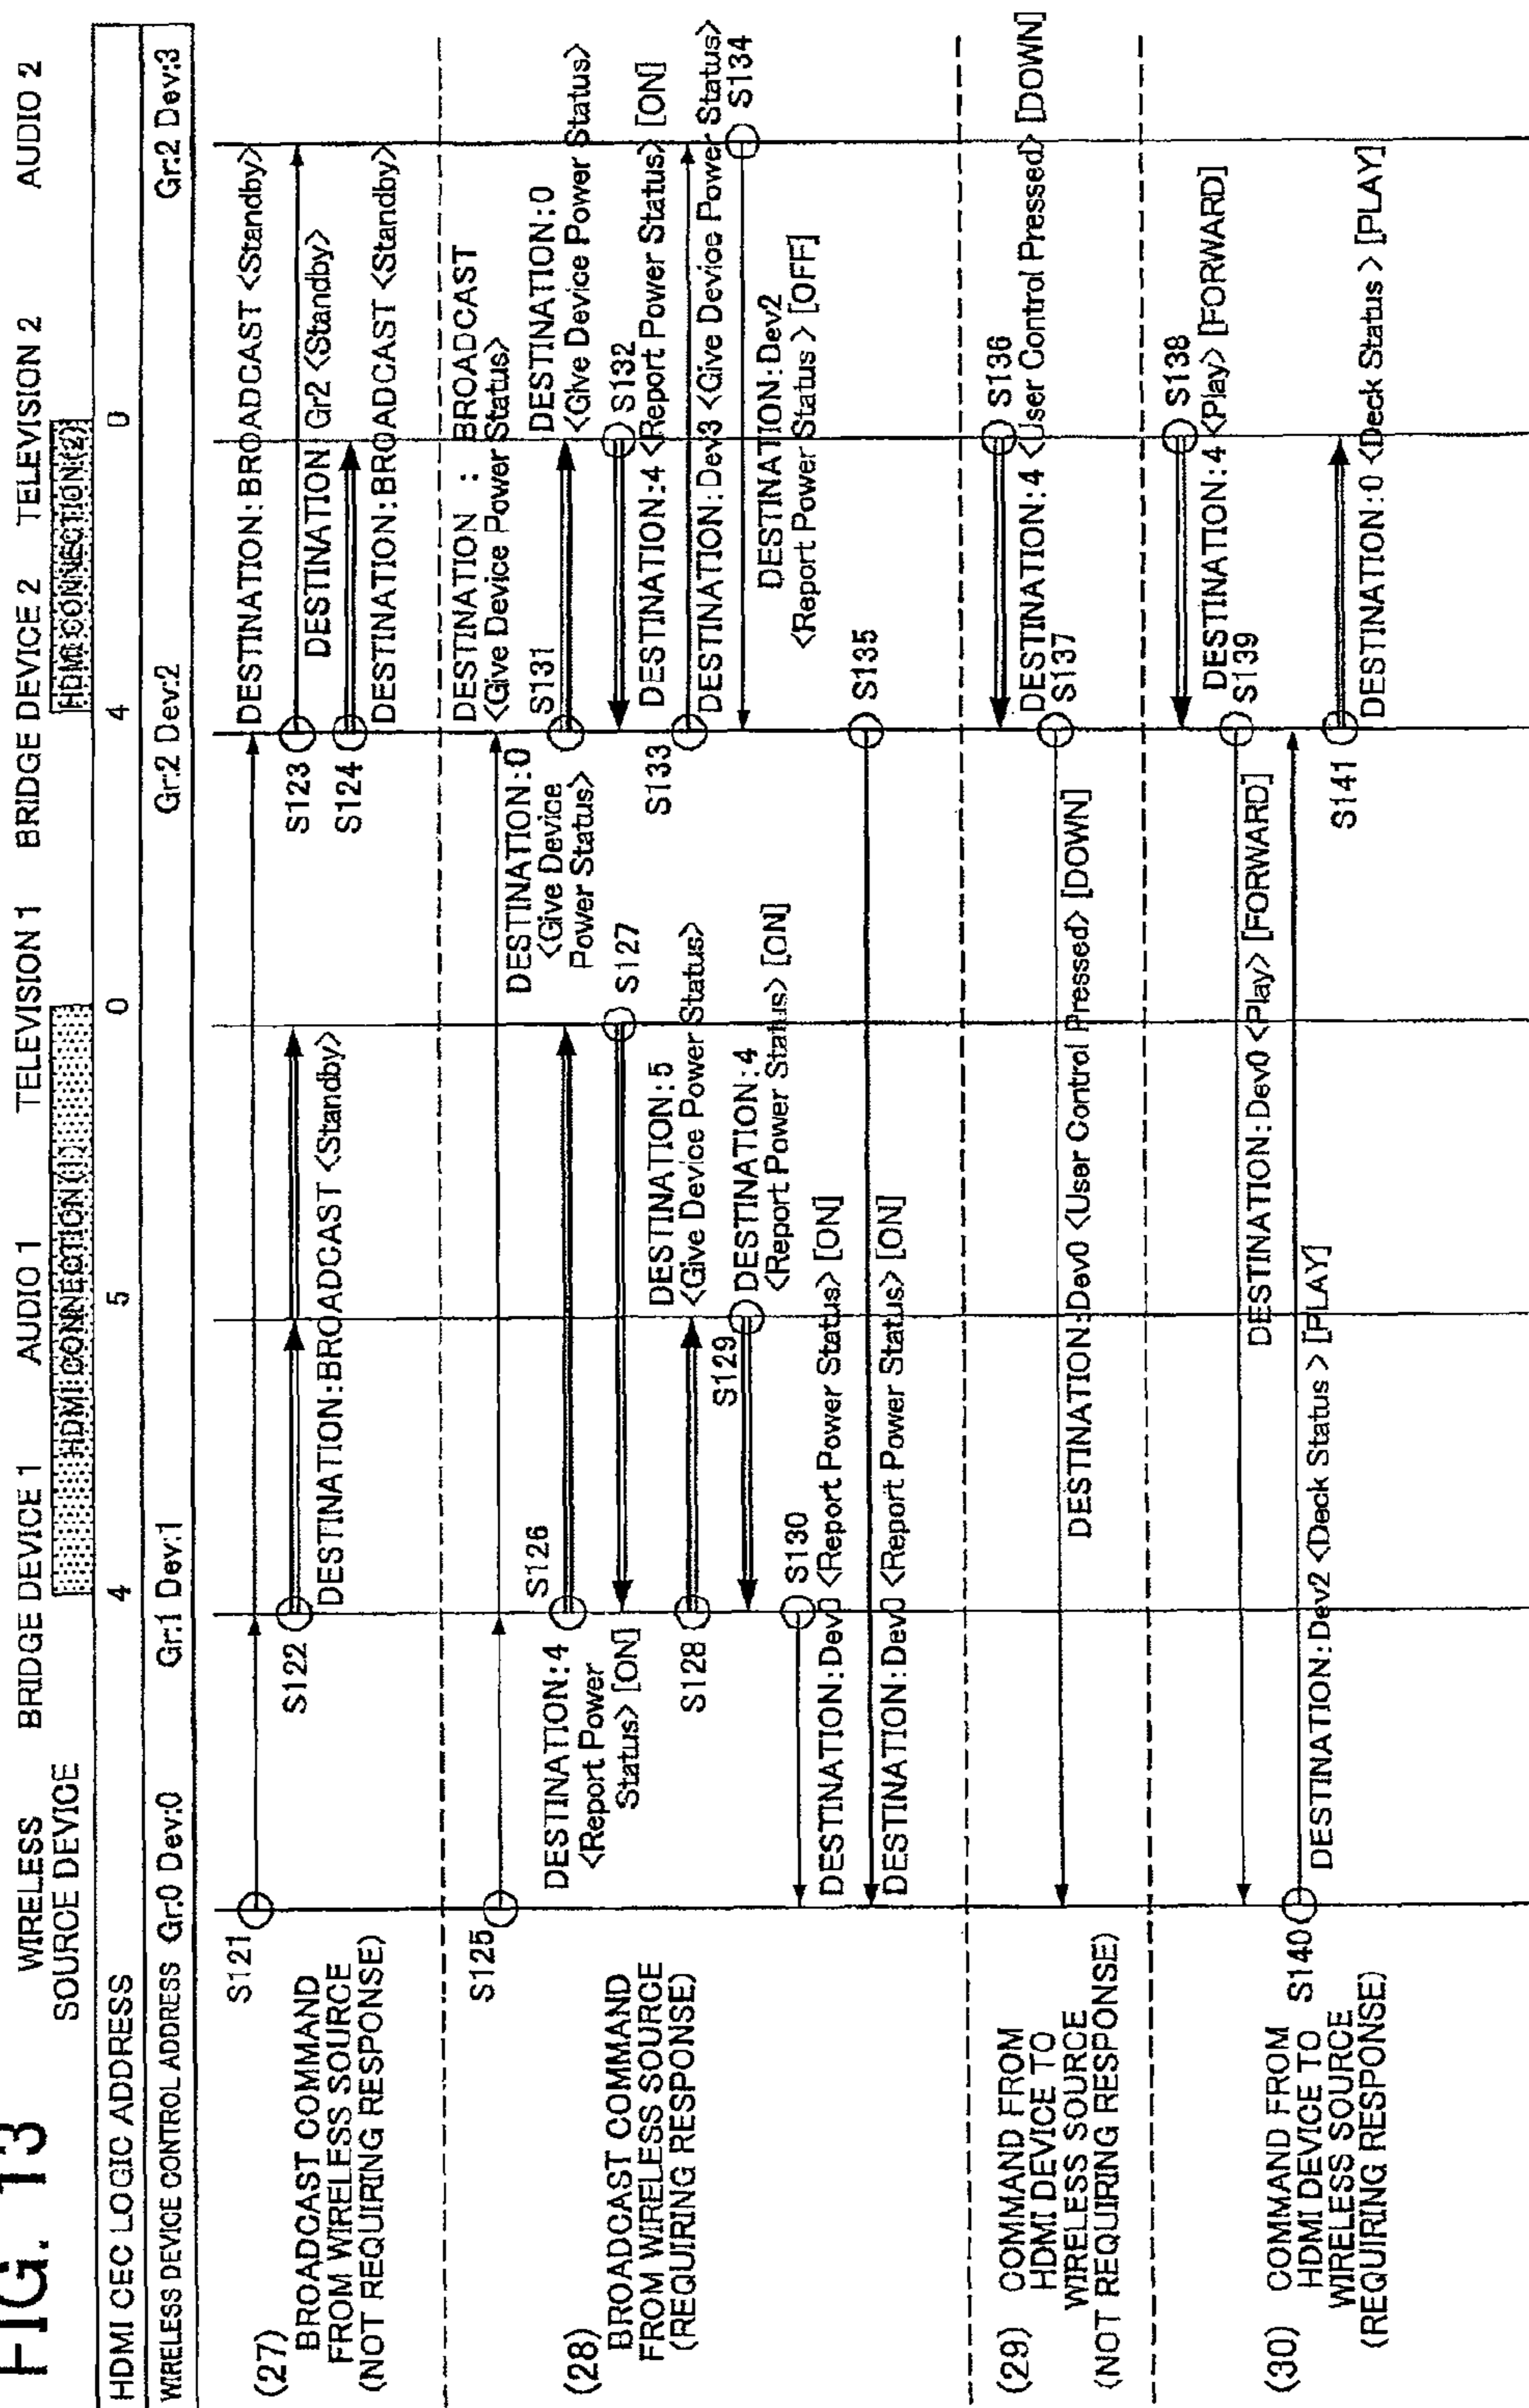 FIG. 13
WIRELESS
SOURCE DEVICE
BRIDGE DEVICE 1
AUDIO 1
TELEVISION 1
BRIDGE DEVICE 2
TELEVISION 2
AUDIO 2
HDMI CONNECTION(1)
HDMI CONNECTION(2)
HDMI CEC LOGIC ADDRESS
4
5
0
4
0
WIRELESS DEVICE CONTROL ADDRESS
Gr:0 Dev:0
Gr:1 Dev:1
Gr:2 Dev:2
Gr:2 Dev:3
(27)
BROADCAST COMMAND
FROM WIRELESS SOURCE
(NOT REQUIRING RESPONSE)
S121
DESTINATION:BROADCAST <Standby>
S122
DESTINATION:BROADCAST <Standby>
S123
DESTINATION Gr2 <Standby>
S124
DESTINATION:BROADCAST <Standby>
(28)
BROADCAST COMMAND
FROM WIRELESS SOURCE
(REQUIRING RESPONSE)
S125
DESTINATION : BROADCAST
<Give Device Power Status>
S126
DESTINATION:0
<Give Device
Power Status>
S127
DESTINATION:4
<Report Power
Status> [ON]
S128
DESTINATION:5
<Give Device Power Status>
S129
DESTINATION:4
<Report Power Status> [ON]
S130
DESTINATION:Dev0 <Report Power Status> [ON]
S131
DESTINATION:0
<Give Device Power Status>
S132
DESTINATION:4 <Report Power Status> [ON]
S133
DESTINATION:Dev3 <Give Device Power Status>
S134
DESTINATION:Dev2
<Report Power Status > [OFF]
S135
DESTINATION:Dev0 <Report Power Status> [ON]
(29)
COMMAND FROM
HDMI DEVICE TO
WIRELESS SOURCE
(NOT REQUIRING RESPONSE)
S136
DESTINATION:4 <User Control Pressed> [DOWN]
S137
DESTINATION:Dev0 <User Control Pressed> [DOWN]
(30)
COMMAND FROM
HDMI DEVICE TO
WIRELESS SOURCE
(REQUIRING RESPONSE)
S138
DESTINATION:4 <Play> [FORWARD]
S139
DESTINATION:Dev0 <Play> [FORWARD]
S140
DESTINATION:Dev2 <Deck Status > [PLAY]
S141
DESTINATION:0 <Deck Status > [PLAY]